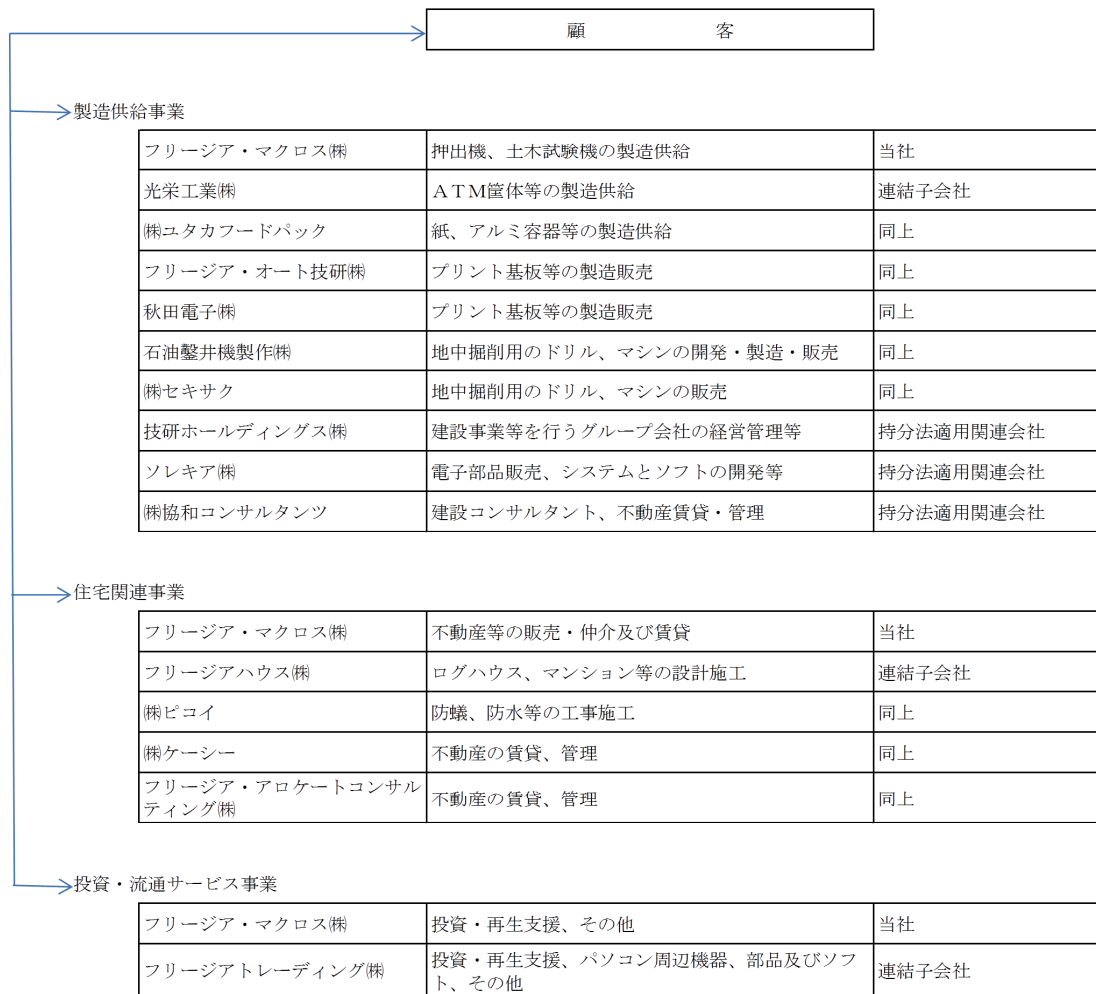 顧　　　　　　　客
製造供給事業
フリージア・マクロス㈱　押出機、土木試験機の製造供給　当社
光栄工業㈱　ＡＴＭ筐体等の製造供給　連結子会社
㈱ユタカフードパック　紙、アルミ容器等の製造供給　同上
フリージア・オート技研㈱　プリント基板等の製造販売　同上
秋田電子㈱　プリント基板等の製造販売　同上
石油鑿井機製作㈱　地中掘削用のドリル、マシンの開発・製造・販売　同上
㈱セキサク　地中掘削用のドリル、マシンの販売　同上
技研ホールディングス㈱　建設事業等を行うグループ会社の経営管理等　持分法適用関連会社
ソレキア㈱　電子部品販売、システムとソフトの開発等　持分法適用関連会社
㈱協和コンサルタンツ　建設コンサルタント、不動産賃貸・管理　持分法適用関連会社
住宅関連事業
フリージア・マクロス㈱　不動産等の販売・仲介及び賃貸　当社
フリージアハウス㈱　ログハウス、マンション等の設計施工　連結子会社
㈱ピコイ　防蟻、防水等の工事施工　同上
㈱ケーシー　不動産の賃貸、管理　同上
フリージア・アロケートコンサル
ティング㈱　不動産の賃貸、管理　同上
投資・流通サービス事業
フリージア・マクロス㈱　投資・再生支援、その他　当社
フリージアトレーディング㈱　投資・再生支援、パソコン周辺機器、部品及びソフ
ト、その他　連結子会社